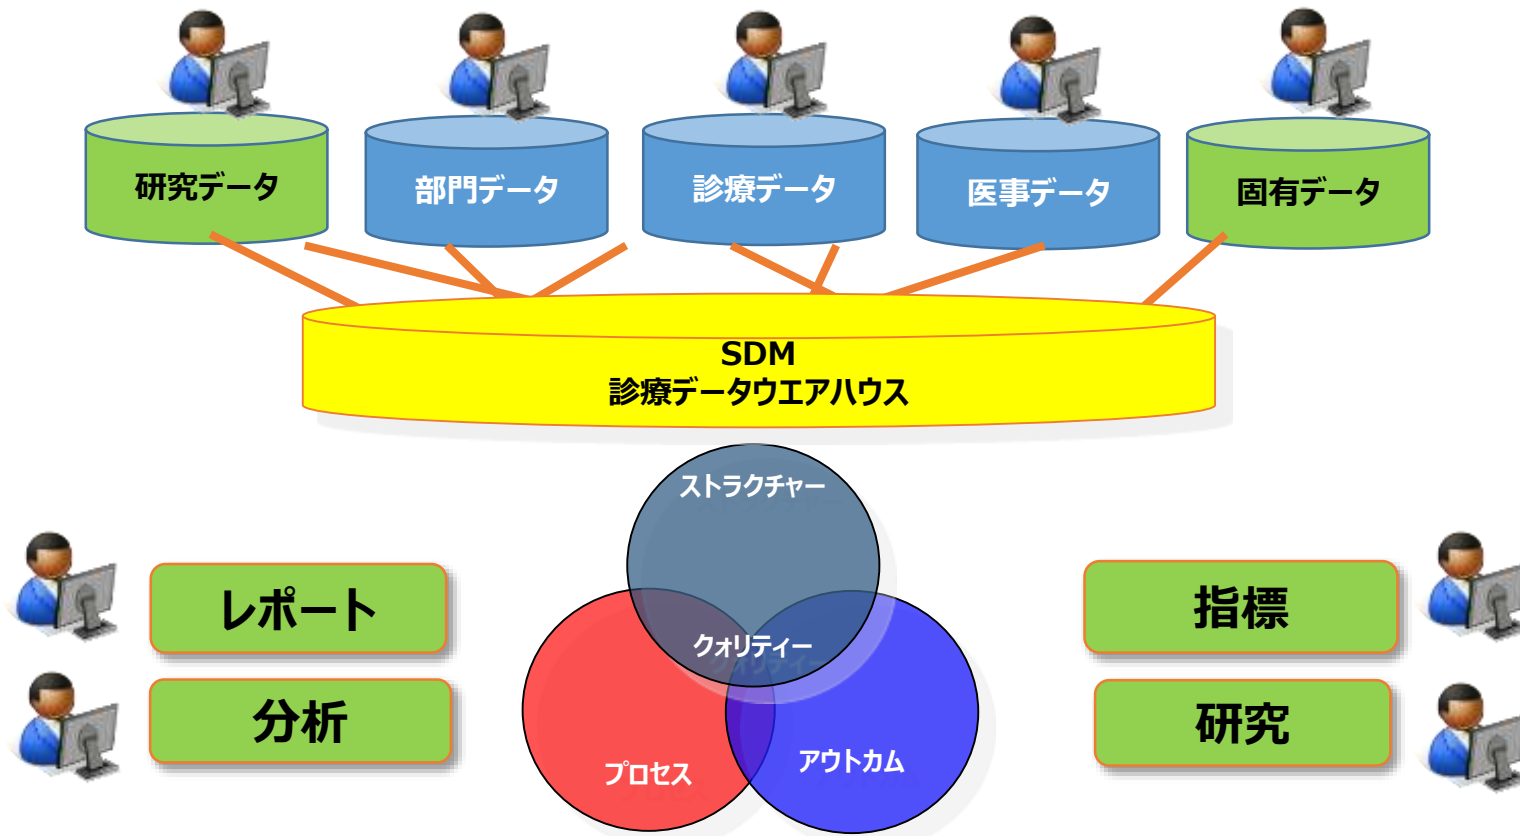 研究データ
部門データ
診療データ
医事データ
固有データ
SDM
診療データウエアハウス
ストラクチャー
クォリティー
プロセス
アウトカム
レポート
分析
指標
研究